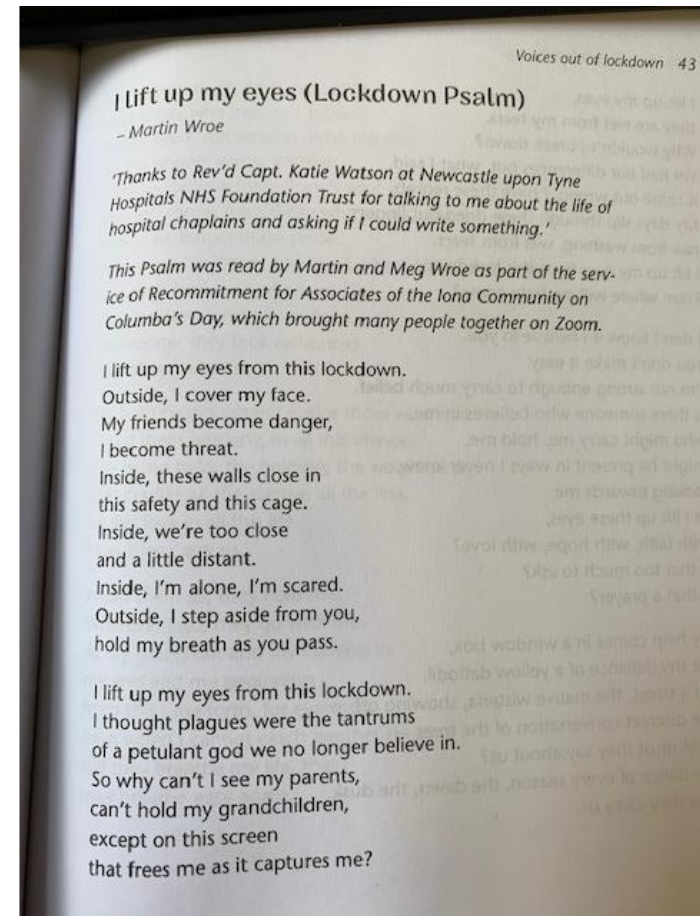 Voices out of lockdown 43
I lift up my eyes (Lockdown Psalm)
– Martin Wroe
‘Thanks to Rev’d Capt. Katie Watson at Newcastle upon Tyne
Hospitals NHS Foundation Trust for talking to me about the life of
hospital chaplains and asking if I could write something.’
This Psalm was read by Martin and Meg Wroe as part of the serv-
ice of Recommitment for Associates of the Iona Community on
Columba’s Day, which brought many people together on Zoom.
I lift up my eyes from this lockdown.
Outside, I cover my face.
My friends become danger,
I become threat.
Inside, these walls close in
this safety and this cage.
Inside, we’re too close
and a little distant.
Inside, I’m alone, I’m scared.
Outside, I step aside from you,
hold my breath as you pass.
I lift up my eyes from this lockdown.
I thought plagues were the tantrums
of a petulant god we no longer believe in.
So why can’t I see my parents,
can’t hold my grandchildren,
except on this screen
that frees me as it captures me?